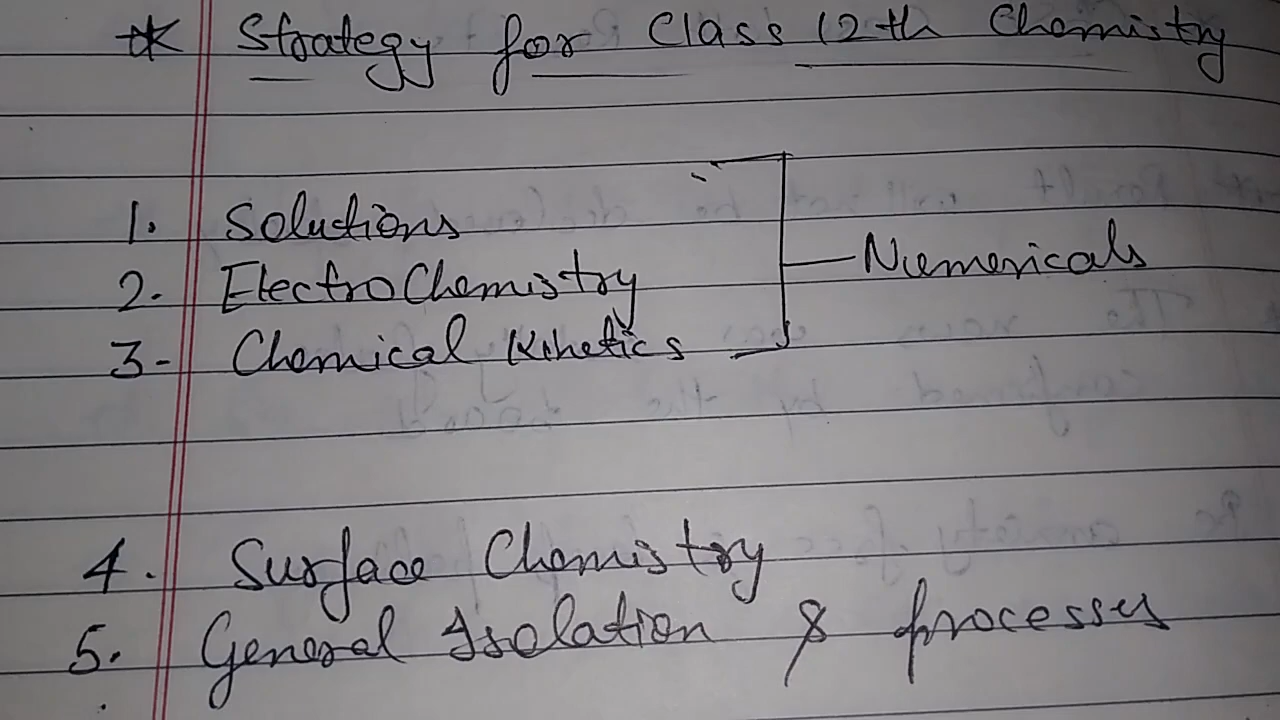 * Strategy for Class 12th Chemistry
1. Solutions
2. ElectroChemistry
3- Chemical Kinetics
Numericals
4. Surface Chemistry
5. General Isolation & processes